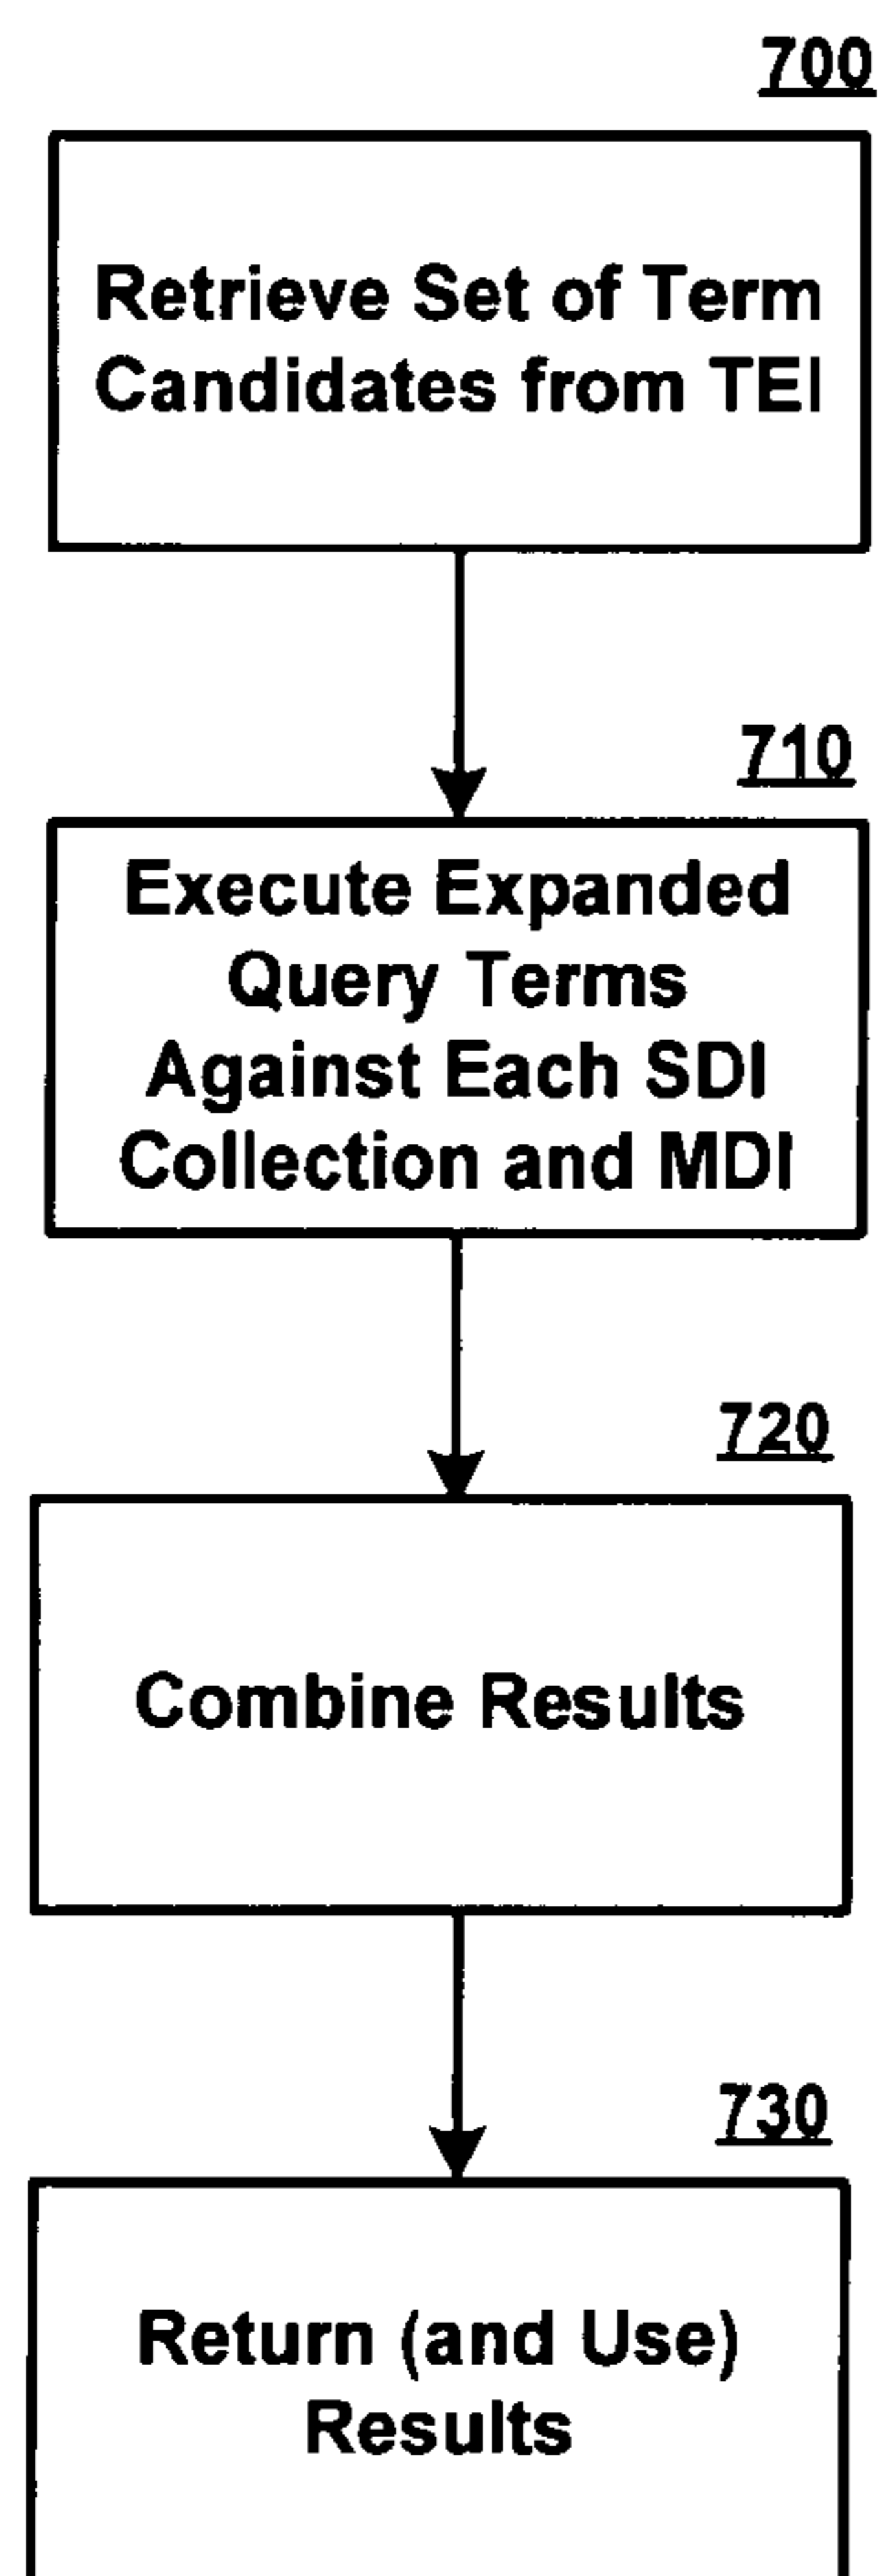 700
Retrieve Set of Term
Candidates from TEI
710
Execute Expanded
Query Terms
Against Each SDI
Collection and MDI
720
Combine Results
730
Return (and Use)
Results